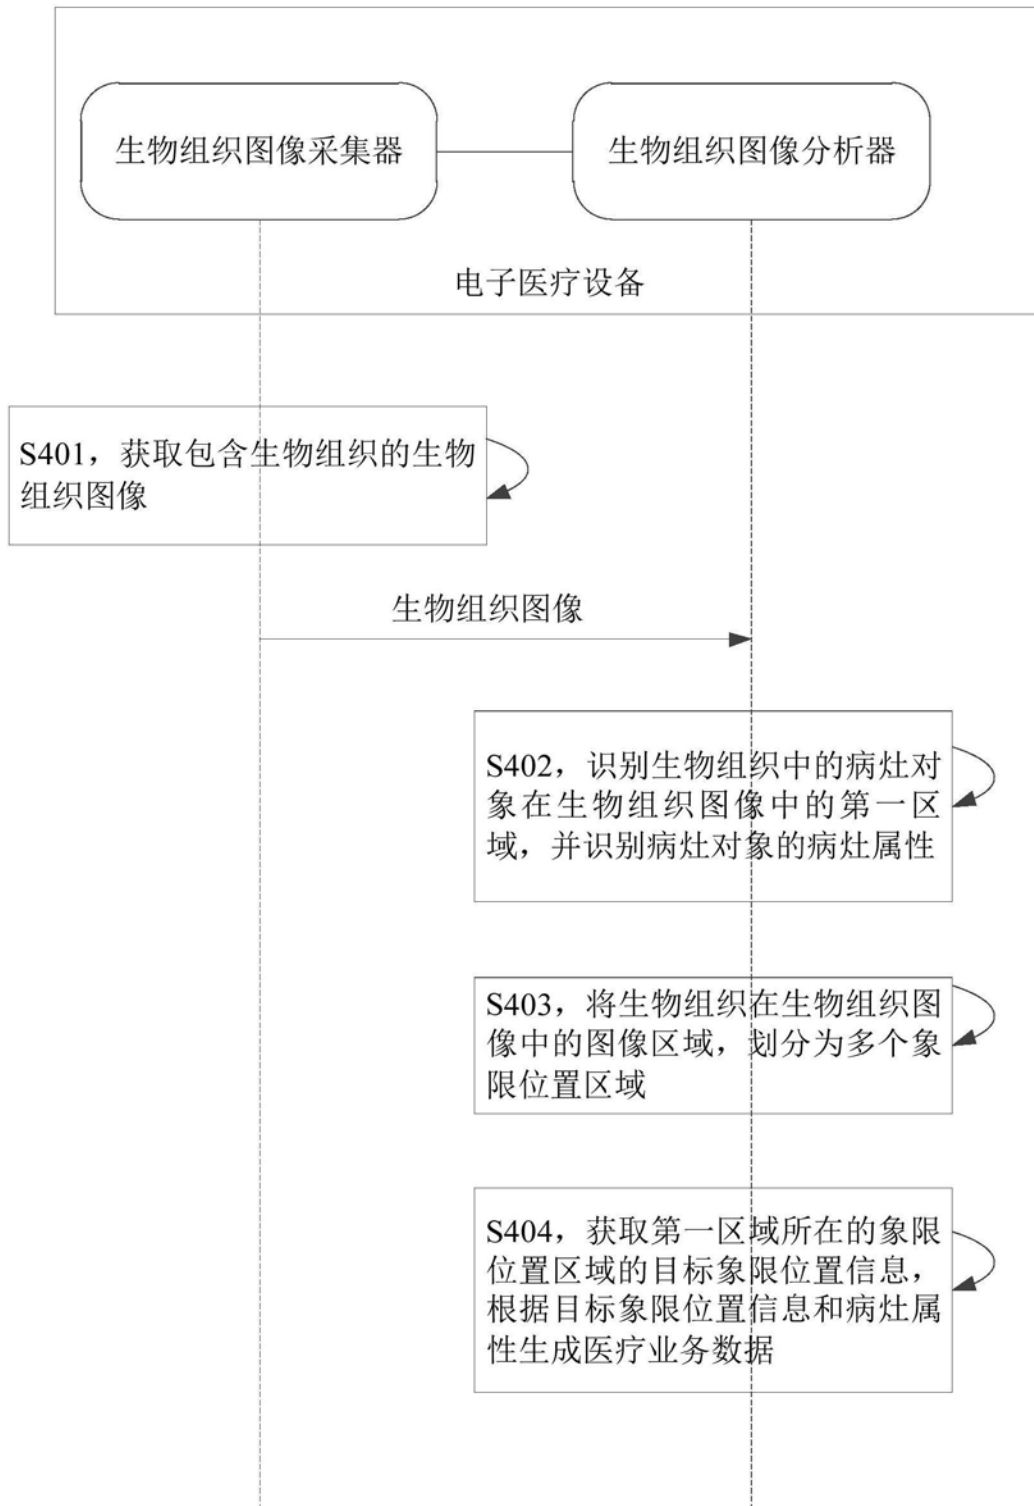 生物组织图像采集器
生物组织图像分析器
电子医疗设备
S401，获取包含生物组织的生物
组织图像
生物组织图像
S402，识别生物组织中的病灶对
象在生物组织图像中的第一区
域，并识别病灶对象的病灶属性
S403，将生物组织在生物组织图
像中的图像区域，划分为多个象
限位置区域
S404，获取第一区域所在的象限
位置区域的目标象限位置信息，
根据目标象限位置信息和病灶属
性生成医疗业务数据